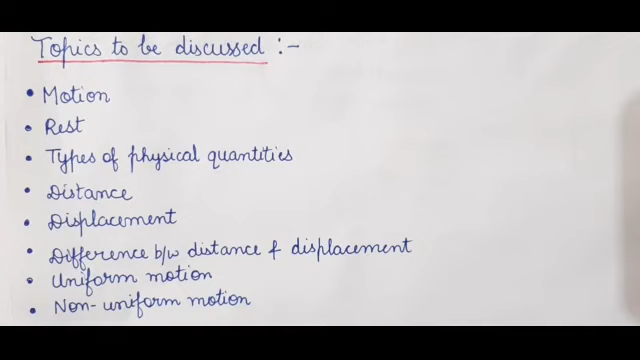 Topics to be discussed :-
• Motion
• Rest
• Types of physical quantities
• Distance
• Displacement
• Difference b/w distance & displacement
• Uniform motion
• Non-uniform motion